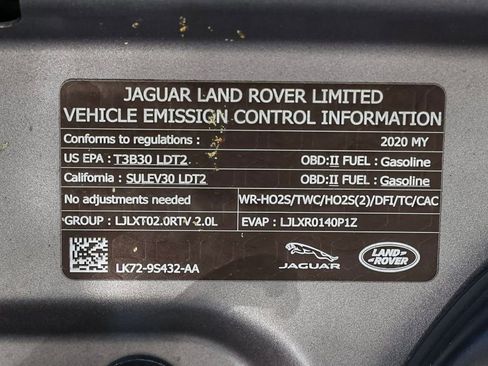 JAGUAR LAND ROVER LIMITED
VEHICLE EMISSION CONTROL INFORMATION
Conforms to regulations : 2020 MY
US EPA : T3B30 LDT2 OBD:II FUEL : Gasoline
California : SULEV30 LDT2 OBD:II FUEL : Gasoline
No adjustments needed WR-HO2S/TWC/HO2S(2)/DFI/TC/CAC
GROUP : LJLXT02.0RTV 2.0L EVAP : LJLXR0140P1Z
LK72-9S432-AA JAGUAR LAND ROVER